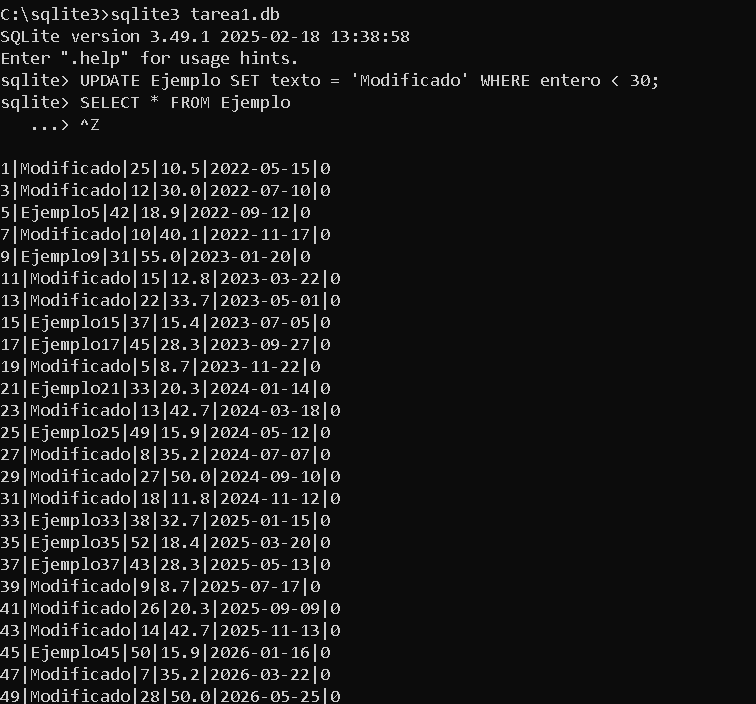 C:\sqlite3>sqlite3 tarea1.db
SQLite version 3.49.1 2025-02-18 13:38:58
Enter ".help" for usage hints.
sqlite> UPDATE Ejemplo SET texto = 'Modificado' WHERE entero < 30;
sqlite> SELECT * FROM Ejemplo
   ...> ^Z

1|Modificado|25|10.5|2022-05-15|0
3|Modificado|12|30.0|2022-07-10|0
5|Ejemplo5|42|18.9|2022-09-12|0
7|Modificado|10|40.1|2022-11-17|0
9|Ejemplo9|31|55.0|2023-01-20|0
11|Modificado|15|12.8|2023-03-22|0
13|Modificado|22|33.7|2023-05-01|0
15|Ejemplo15|37|15.4|2023-07-05|0
17|Ejemplo17|45|28.3|2023-09-27|0
19|Modificado|5|8.7|2023-11-22|0
21|Ejemplo21|33|20.3|2024-01-14|0
23|Modificado|13|42.7|2024-03-18|0
25|Ejemplo25|49|15.9|2024-05-12|0
27|Modificado|8|35.2|2024-07-07|0
29|Modificado|27|50.0|2024-09-10|0
31|Modificado|18|11.8|2024-11-12|0
33|Ejemplo33|38|32.7|2025-01-15|0
35|Ejemplo35|52|18.4|2025-03-20|0
37|Ejemplo37|43|28.3|2025-05-13|0
39|Modificado|9|8.7|2025-07-17|0
41|Modificado|26|20.3|2025-09-09|0
43|Modificado|14|42.7|2025-11-13|0
45|Ejemplo45|50|15.9|2026-01-16|0
47|Modificado|7|35.2|2026-03-22|0
49|Modificado|28|50.0|2026-05-25|0